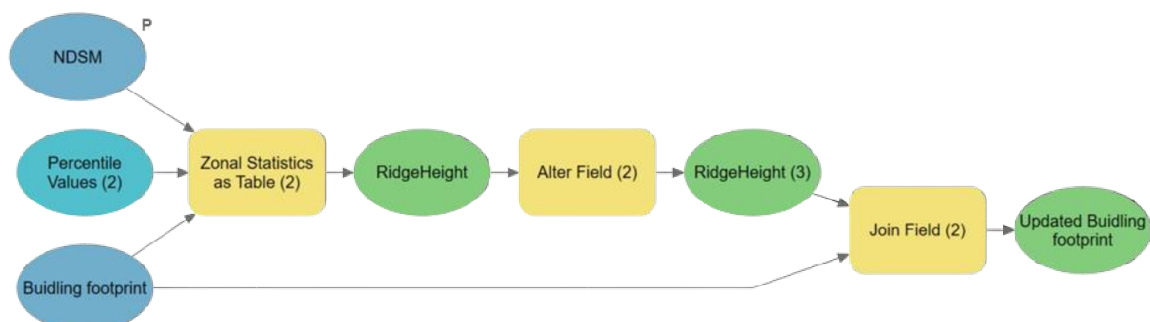 P
NDSM
Percentile
Values (2)
Zonal Statistics
as Table (2)
RidgeHeight
Alter Field (2)
RidgeHeight (3)
Join Field (2)
Updated Buidling
footprint
Buidling footprint